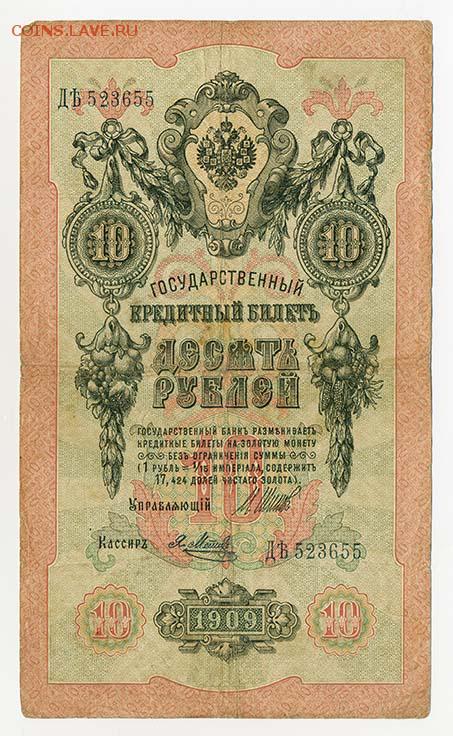 COINS.LAVE.RU
ДѢ 523655
10 10
ГОСУДАРСТВЕННЫЙ
КРЕДИТНЫЙ БИЛЕТЪ
ДЕСЯТЬ
РУБЛЕЙ
ГОСУДАРСТВЕННЫЙ БАНКЪ РАЗМѢНИВАЕТЪ
КРЕДИТНЫЕ БИЛЕТЫ НА ЗОЛОТУЮ МОНЕТУ
БЕЗЪ ОГРАНИЧЕНІЯ СУММЫ
(1 РУБЛЬ = 1/15 ИМПЕРІАЛА, СОДЕРЖИТЪ
17,424 ДОЛЕЙ ЧИСТАГО ЗОЛОТА).
10
Управляющій И. Шиповъ
Кассиръ
ДѢ 523655
10 1909 10